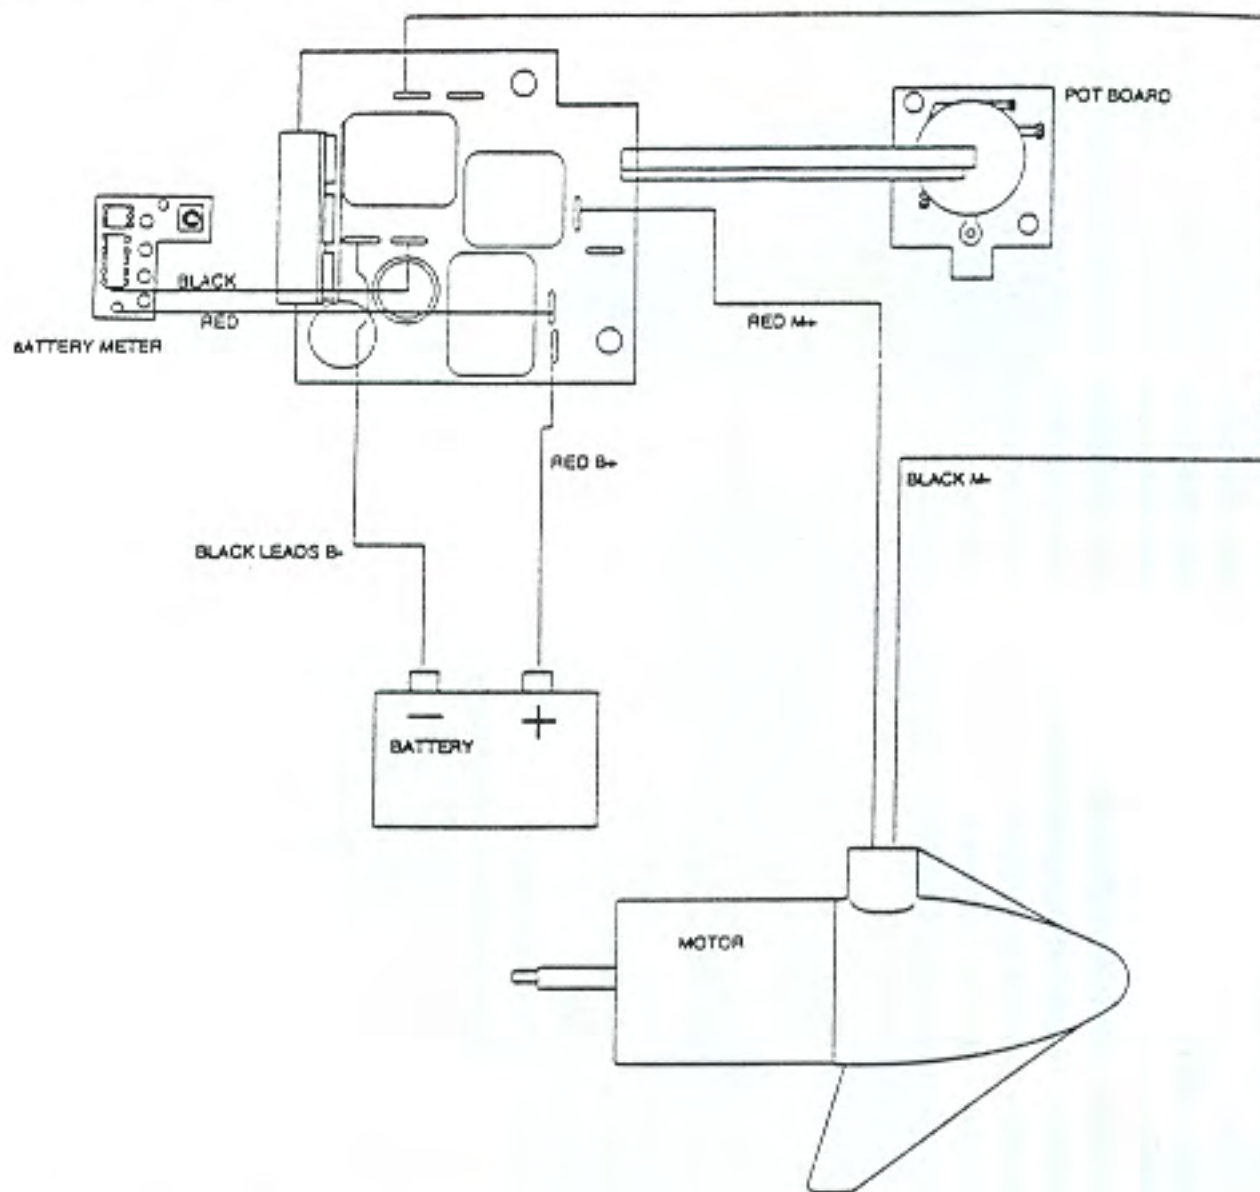 POT BOARD
BLACK
RED
BATTERY METER
RED M+
RED B+
BLACK M-
BLACK LEADS B-
BATTERY
MOTOR